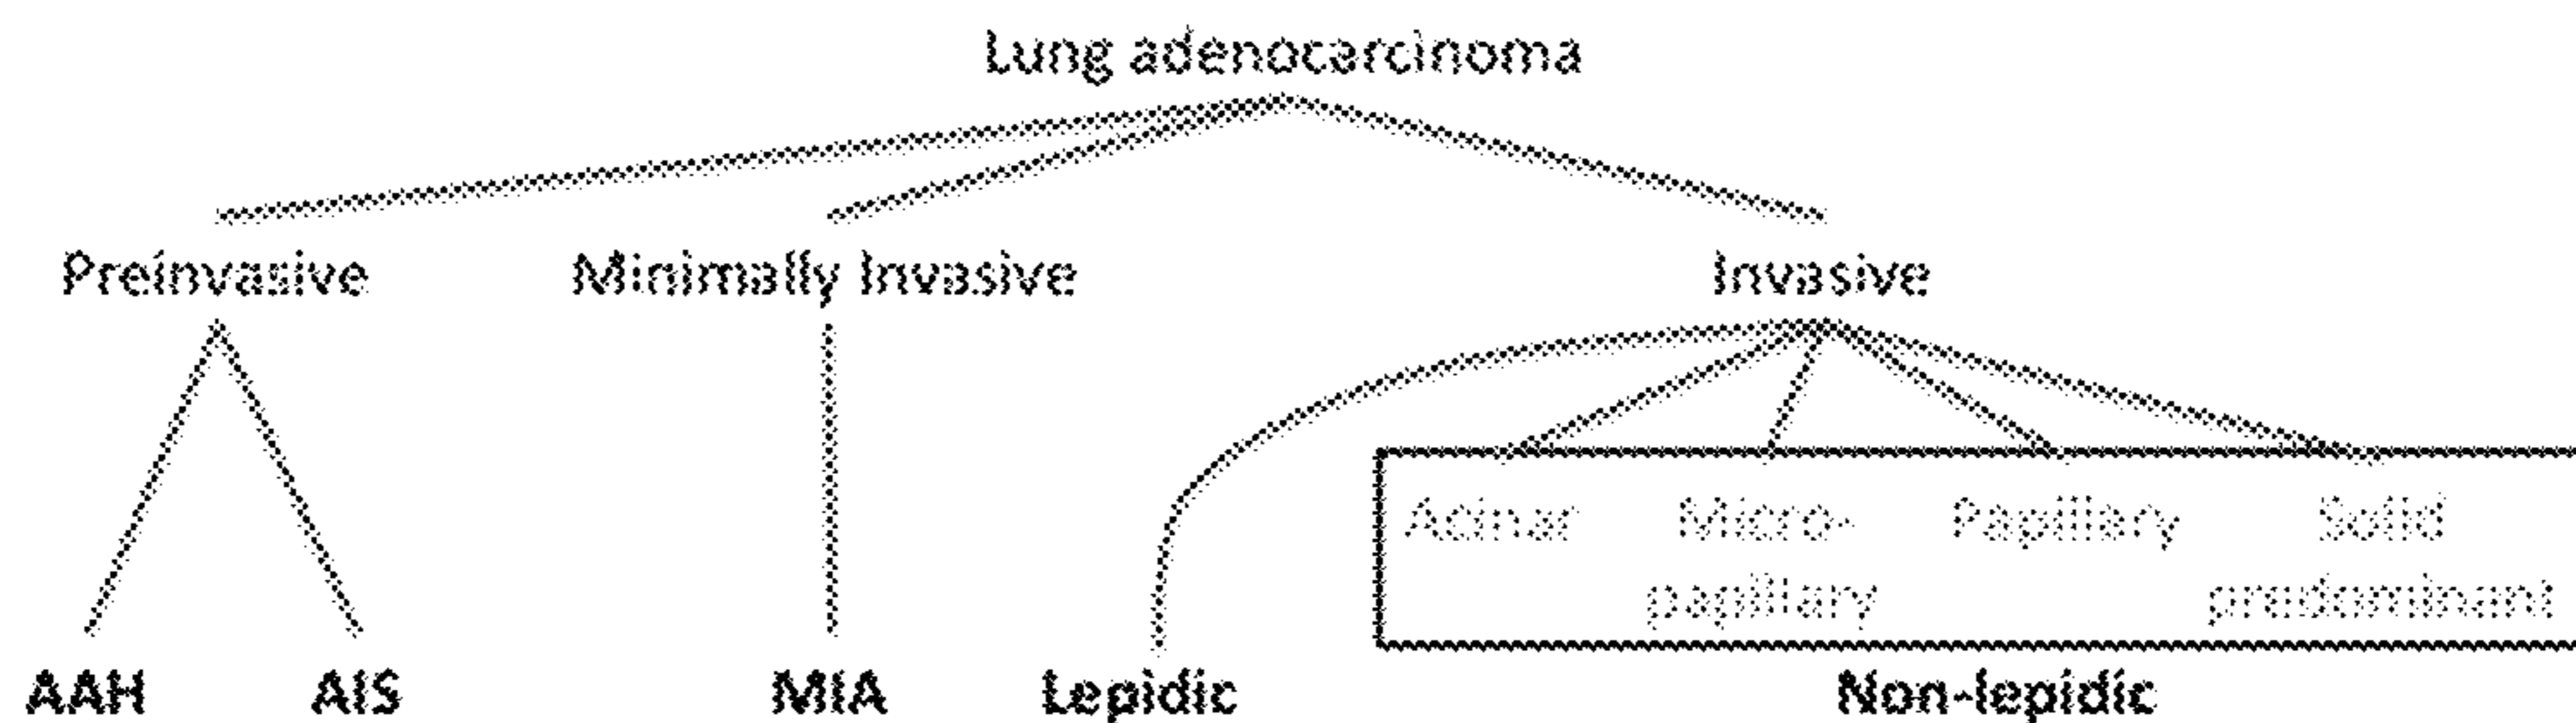 Lung adenocarcinoma
Preinvasive Minimally Invasive Invasive
Acinar Micro- Papillary Solid
papillary predominant
AAH AIS MIA Lepidic Non-lepidic